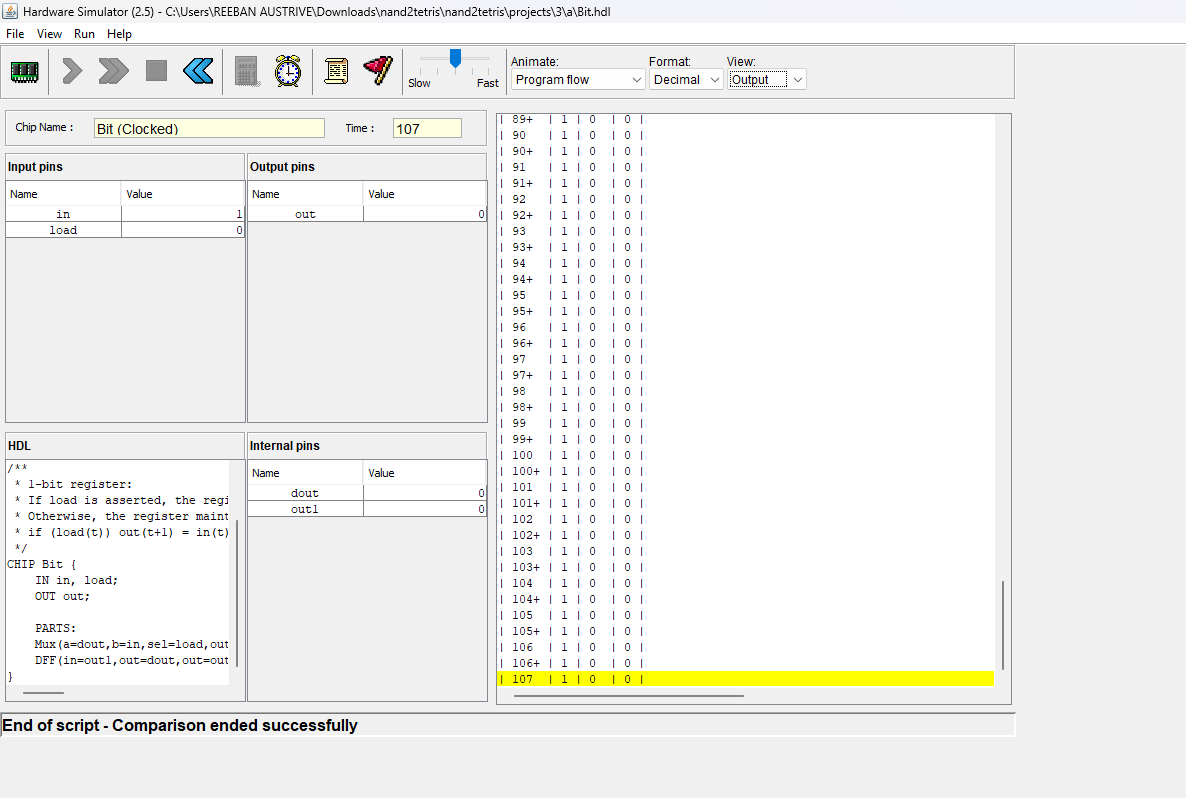 Hardware Simulator (2.5) - C:\Users\REEBAN AUSTRIVE\Downloads\nand2tetris\nand2tetris\projects\3\a\Bit.hdl
File View Run Help
Slow Fast
Animate: Format: View:
Program flow Decimal Output
Chip Name : Bit (Clocked) Time : 107
Input pins
Name Value
in 1
load 0
Output pins
Name Value
out 0
HDL
/**
* 1-bit register:
* If load is asserted, the regi
* Otherwise, the register maint
* if (load(t)) out(t+1) = in(t)
*/
CHIP Bit {
IN in, load;
OUT out;
PARTS:
Mux(a=dout,b=in,sel=load,out
DFF(in=out1,out=dout,out=out
}
Internal pins
Name Value
dout 0
out1 0
| 89+ | 1 | 0 | 0 |
| 90 | 1 | 0 | 0 |
| 90+ | 1 | 0 | 0 |
| 91 | 1 | 0 | 0 |
| 91+ | 1 | 0 | 0 |
| 92 | 1 | 0 | 0 |
| 92+ | 1 | 0 | 0 |
| 93 | 1 | 0 | 0 |
| 93+ | 1 | 0 | 0 |
| 94 | 1 | 0 | 0 |
| 94+ | 1 | 0 | 0 |
| 95 | 1 | 0 | 0 |
| 95+ | 1 | 0 | 0 |
| 96 | 1 | 0 | 0 |
| 96+ | 1 | 0 | 0 |
| 97 | 1 | 0 | 0 |
| 97+ | 1 | 0 | 0 |
| 98 | 1 | 0 | 0 |
| 98+ | 1 | 0 | 0 |
| 99 | 1 | 0 | 0 |
| 99+ | 1 | 0 | 0 |
| 100 | 1 | 0 | 0 |
| 100+ | 1 | 0 | 0 |
| 101 | 1 | 0 | 0 |
| 101+ | 1 | 0 | 0 |
| 102 | 1 | 0 | 0 |
| 102+ | 1 | 0 | 0 |
| 103 | 1 | 0 | 0 |
| 103+ | 1 | 0 | 0 |
| 104 | 1 | 0 | 0 |
| 104+ | 1 | 0 | 0 |
| 105 | 1 | 0 | 0 |
| 105+ | 1 | 0 | 0 |
| 106 | 1 | 0 | 0 |
| 106+ | 1 | 0 | 0 |
| 107 | 1 | 0 | 0 |
End of script - Comparison ended successfully